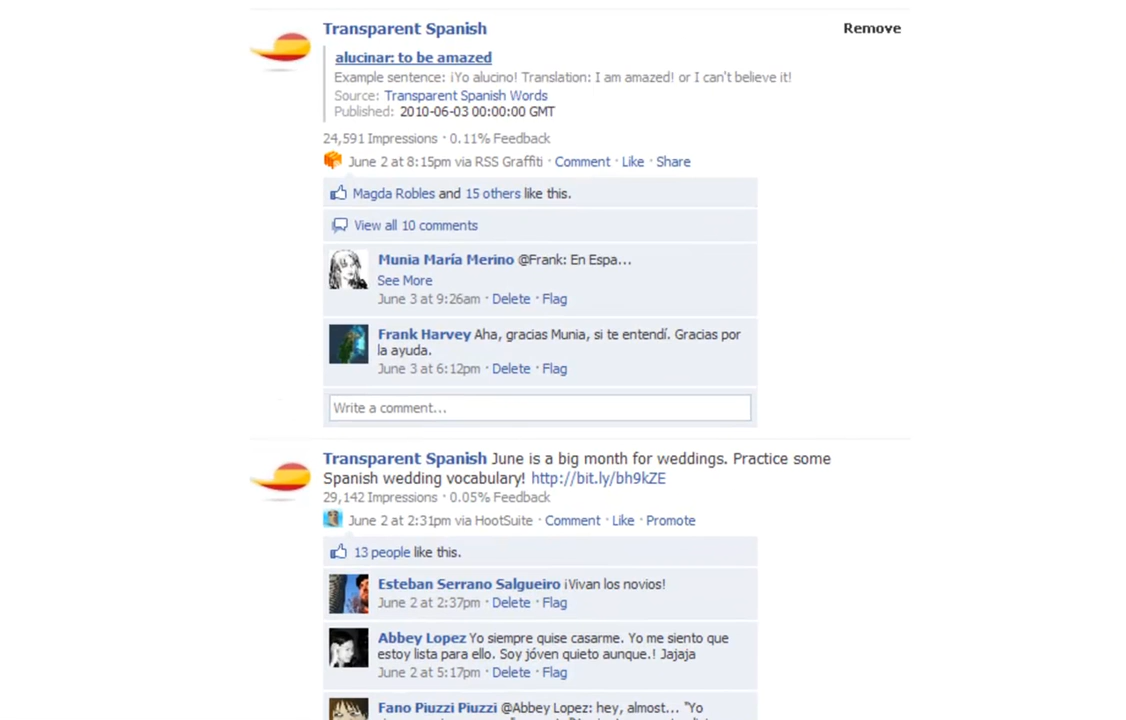 Transparent Spanish
Remove
alucinar: to be amazed
Example sentence: ¡Yo alucino! Translation: I am amazed! or I can't believe it!
Source: Transparent Spanish Words
Published: 2010-06-03 00:00:00 GMT
24,591 Impressions · 0.11% Feedback
June 2 at 8:15pm via RSS Graffiti · Comment · Like · Share
Magda Robles and 15 others like this.
View all 10 comments
Munia María Merino @Frank: En Espa...
See More
June 3 at 9:26am · Delete · Flag
Frank Harvey Aha, gracias Munia, si te entendí. Gracias por
la ayuda.
June 3 at 6:12pm · Delete · Flag
Write a comment...
Transparent Spanish June is a big month for weddings. Practice some
Spanish wedding vocabulary! http://bit.ly/bh9kZE
29,142 Impressions · 0.05% Feedback
June 2 at 2:31pm via HootSuite · Comment · Like · Promote
13 people like this.
Esteban Serrano Salgueiro ¡Vivan los novios!
June 2 at 2:37pm · Delete · Flag
Abbey Lopez Yo siempre quise casarme. Yo me siento que
estoy lista para ello. Soy jóven quieto aunque.! Jajaja
June 2 at 5:17pm · Delete · Flag
Fano Piuzzi Piuzzi @Abbey Lopez: hey, almost... "Yo